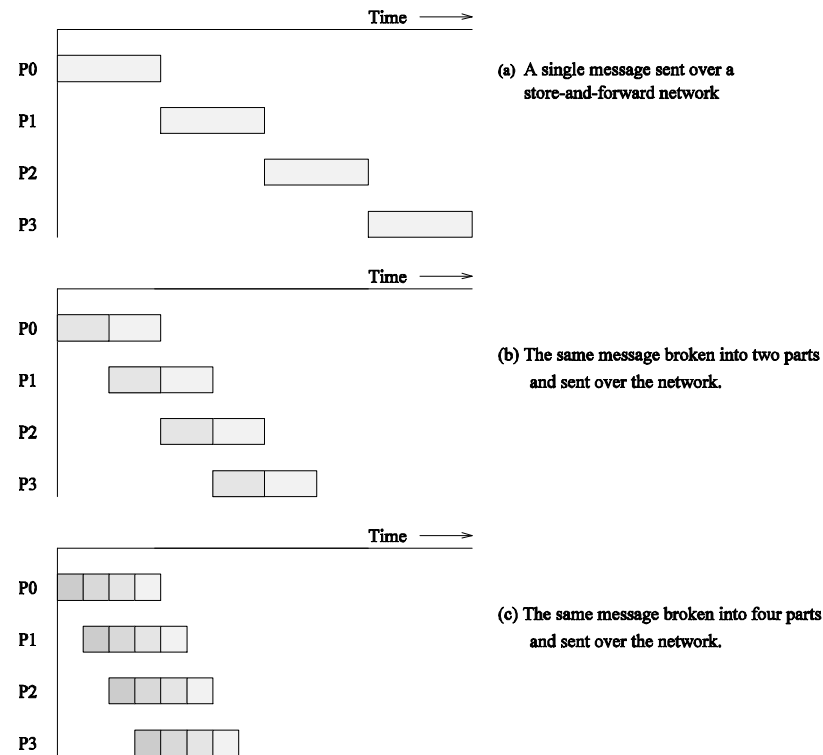 Time
P0
(a) A single message sent over a
store-and-forward network
P1
P2
P3
Time
P0
(b) The same message broken into two parts
and sent over the network.
P1
P2
P3
Time
P0
(c) The same message broken into four parts
and sent over the network.
P1
P2
P3